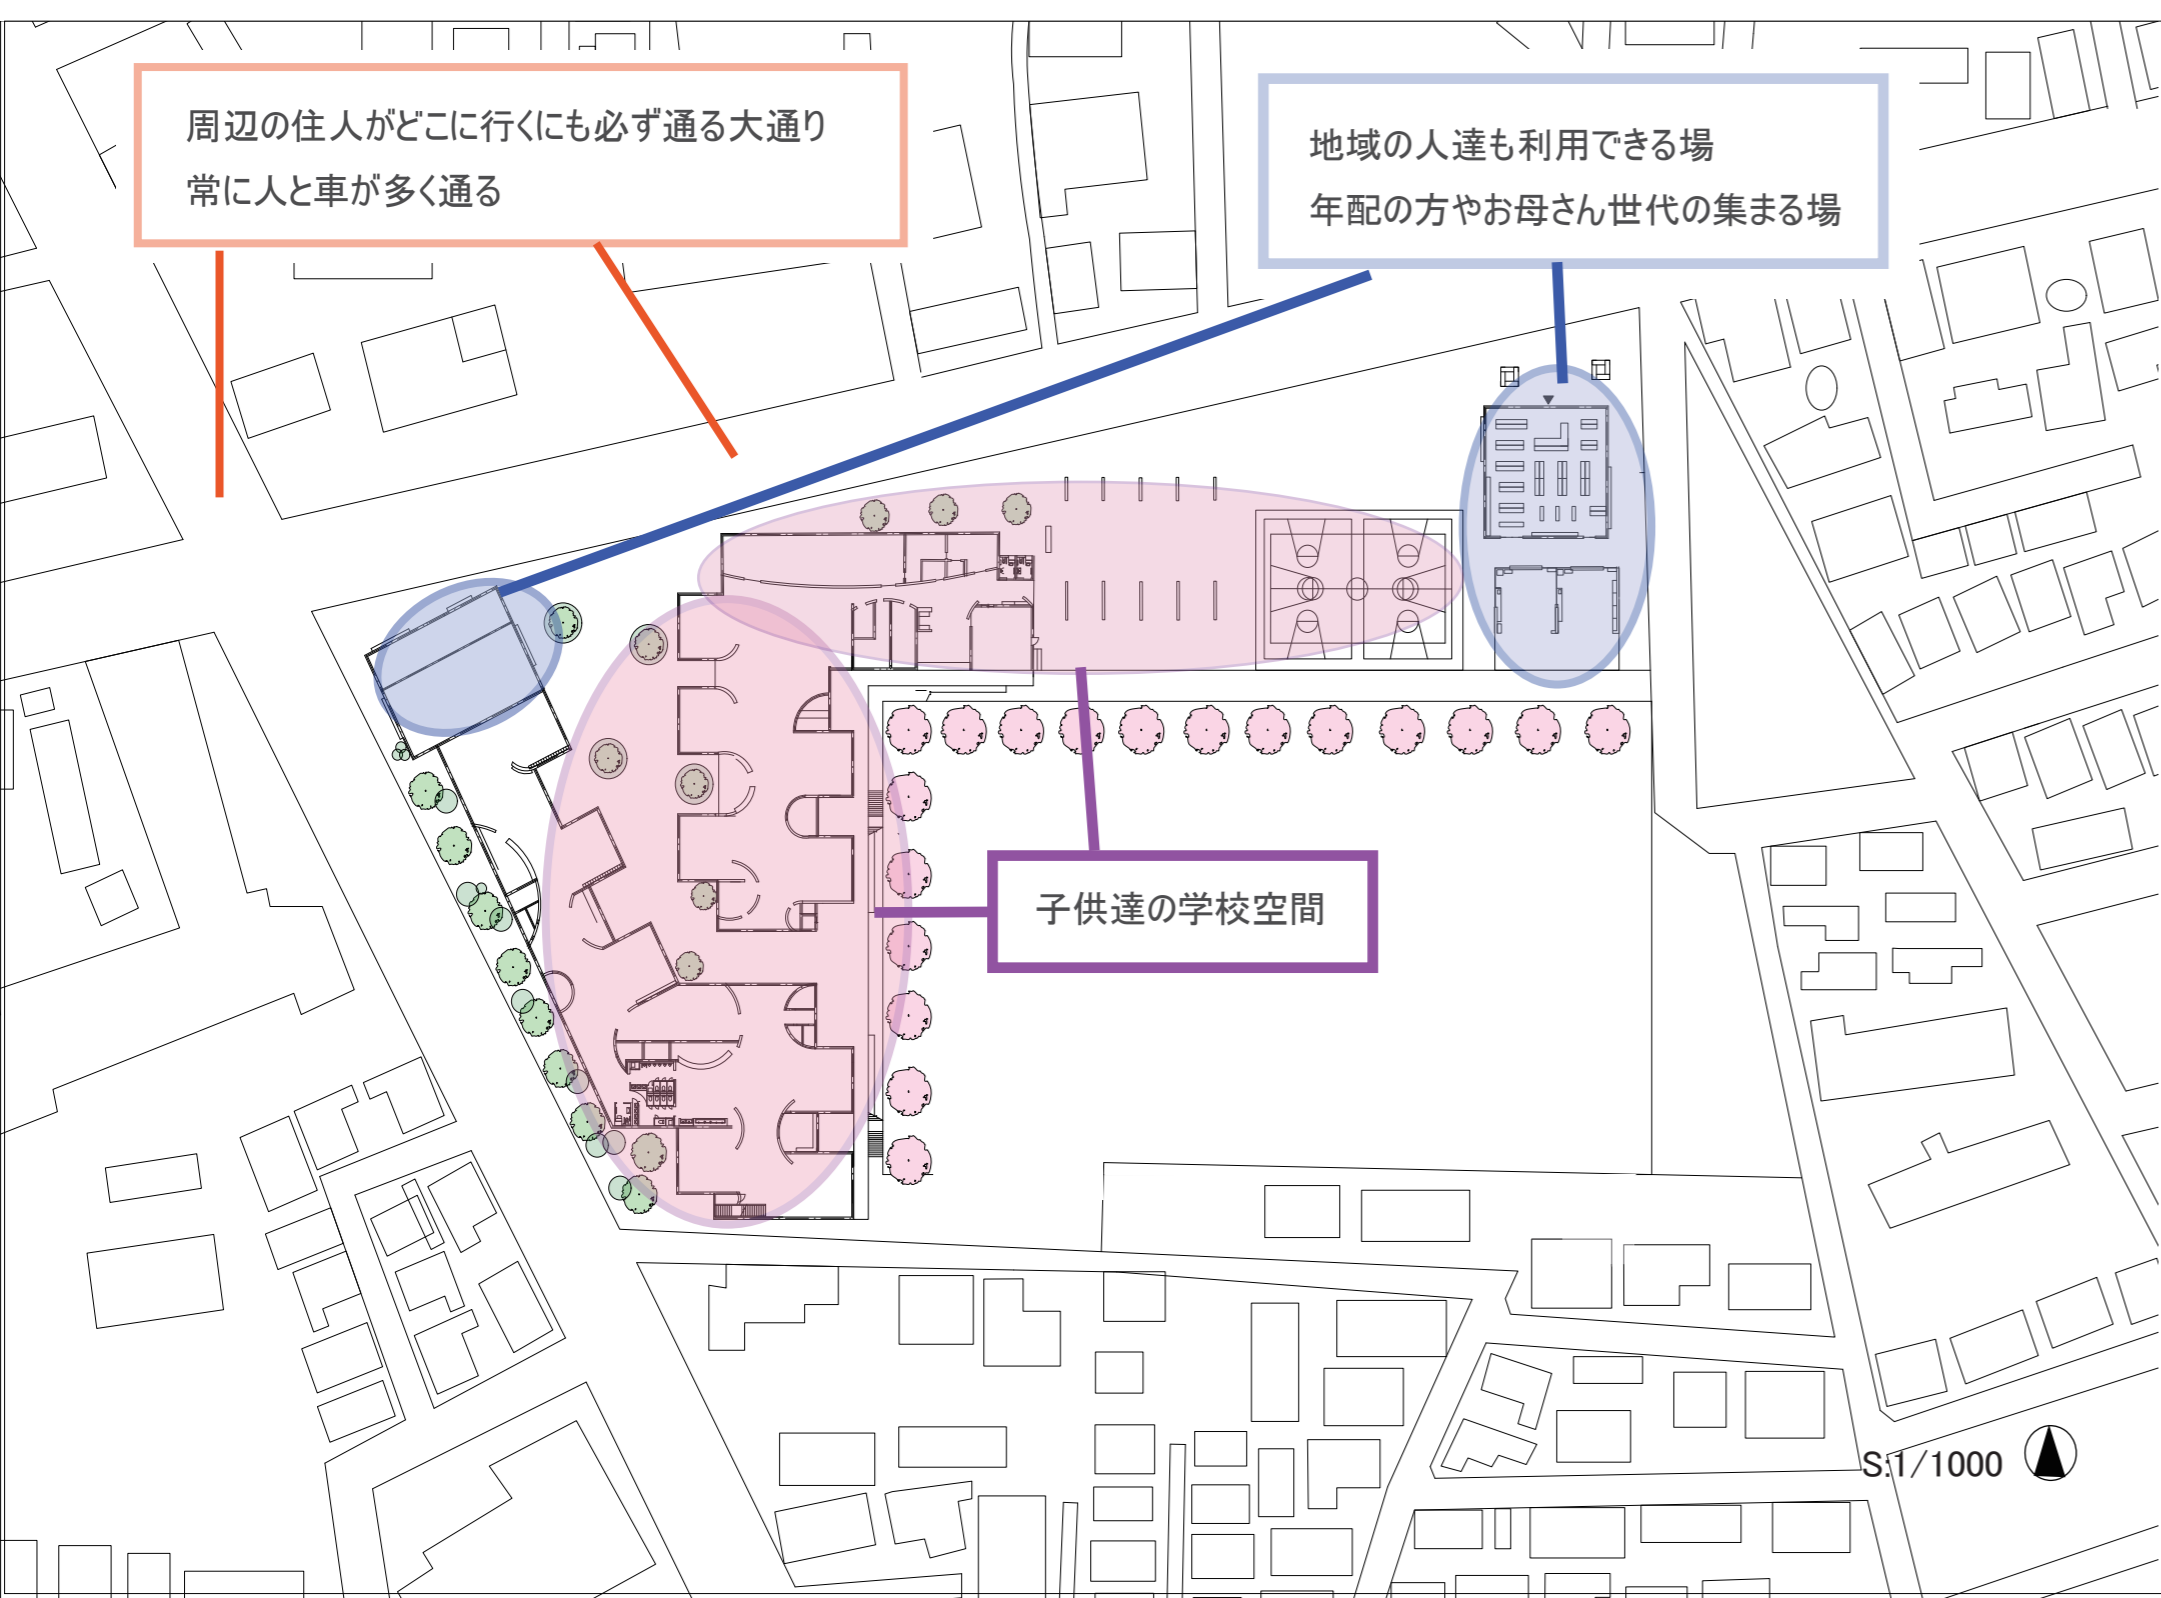 周辺の住人がどこに行くにも必ず通る大通り
常に人と車が多く通る
地域の人達も利用できる場
年配の方やお母さん世代の集まる場
子供達の学校空間
S:1/1000